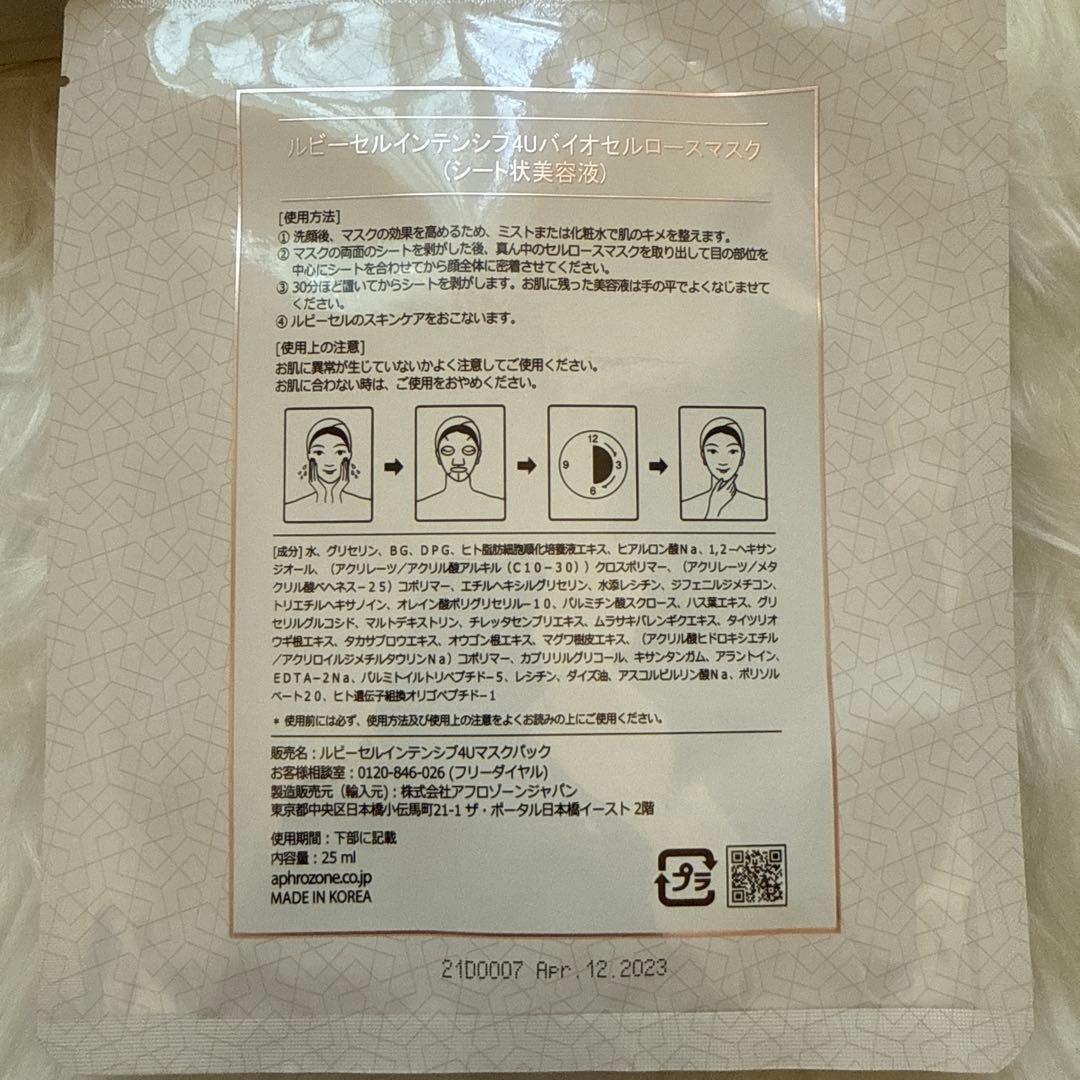 ルビーセルインテンシブ4Uバイオセルロースマスク
(シート状美容液)
[使用方法]
① 洗顔後、マスクの効果を高めるため、ミストまたは化粧水で肌のキメを整えます。
② マスクの両面のシートを剥がした後、真ん中のセルロースマスクを取り出して目の部位を
中心にシートを合わせてから顔全体に密着させてください。
③ 30分ほど置いてからシートを剥がします。お肌に残った美容液は手の平でよくなじませて
ください。
④ ルビーセルのスキンケアをおこないます。
[使用上の注意]
お肌に異常が生じていないかよく注意してご使用ください。
お肌に合わない時は、ご使用をおやめください。
12
9 3
6
[成分] 水、グリセリン、BG、DPG、ヒト脂肪細胞順化培養液エキス、ヒアルロン酸Na、1,2-ヘキサン
ジオール、(アクリレーツ/アクリル酸アルキル(C10-30))クロスポリマー、(アクリレーツ/メタ
クリル酸ベヘネス-25)コポリマー、エチルヘキシルグリセリン、水添レシチン、ジフェニルジメチコン、
トリエチルヘキサノイン、オレイン酸ポリグリセリル-10、パルミチン酸スクロース、ハス葉エキス、グリ
セリルグルコシド、マルトデキストリン、チレッタセンブリエキス、ムラサキバレンギクエキス、タイツリオ
ウギ根エキス、タカサブロウエキス、オウゴン根エキス、マグワ樹皮エキス、(アクリル酸ヒドロキシエチル
/アクリロイルジメチルタウリンNa)コポリマー、カプリリルグリコール、キサンタンガム、アラントイン、
EDTA-2Na、パルミトイルトリペプチド-5、レシチン、ダイズ油、アスコルビルリン酸Na、ポリソル
ベート20、ヒト遺伝子組換オリゴペプチド-1
* 使用前には必ず、使用方法及び使用上の注意をよくお読みの上にご使用ください。
販売名:ルビーセルインテンシブ4Uマスクパック
お客様相談室:0120-846-026 (フリーダイヤル)
製造販売元(輸入元):株式会社アフロゾーンジャパン
東京都中央区日本橋小伝馬町21-1 ザ・ポータル日本橋イースト 2階
使用期間:下部に記載
内容量:25 ml
aphrozone.co.jp
MADE IN KOREA
プラ
21D0007 Apr.12.2023